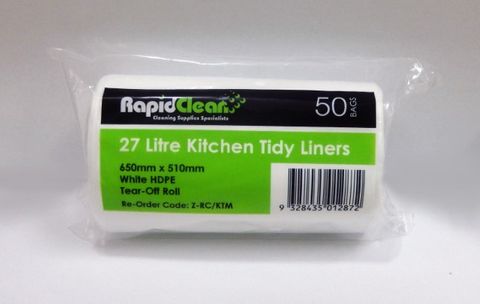 RapidClean
Cleaning Supplies Specialists
50 BAGS
27 Litre Kitchen Tidy Liners
650mm x 510mm
White HDPE
Tear-Off Roll
Re-Order Code: Z-RC/KTM
9 328435 012872